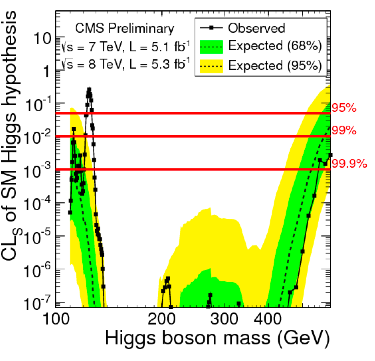 CMS Preliminary
√s = 7 TeV, L = 5.1 fb⁻¹
√s = 8 TeV, L = 5.3 fb⁻¹
Observed
Expected (68%)
Expected (95%)
CLS of SM Higgs hypothesis
10
1
10⁻¹
10⁻²
10⁻³
10⁻⁴
10⁻⁵
10⁻⁶
10⁻⁷
95%
99%
99.9%
100
200
300
400
Higgs boson mass (GeV)